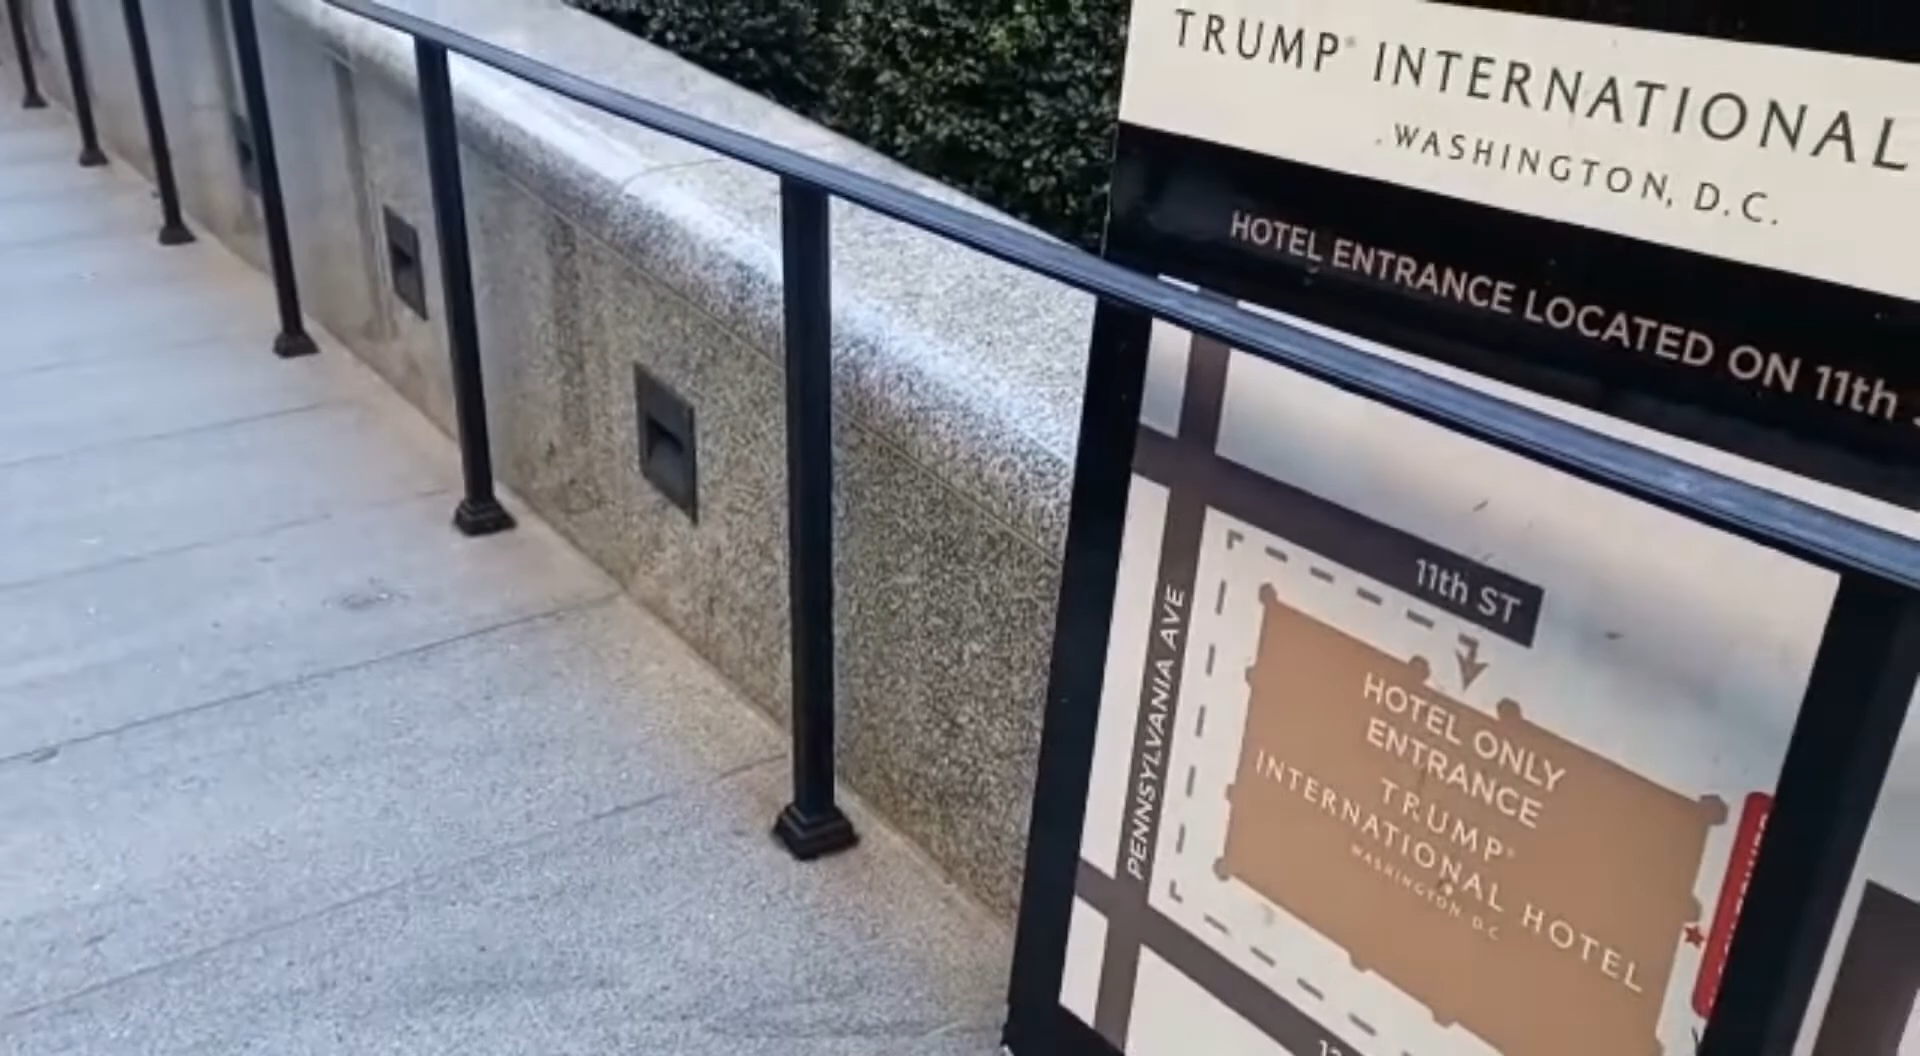 TRUMP® INTERNATIONAL
WASHINGTON, D.C.
HOTEL ENTRANCE LOCATED ON 11th
11th ST
PENNSYLVANIA AVE
HOTEL ONLY
ENTRANCE
TRUMP®
INTERNATIONAL HOTEL
WASHINGTON D.C